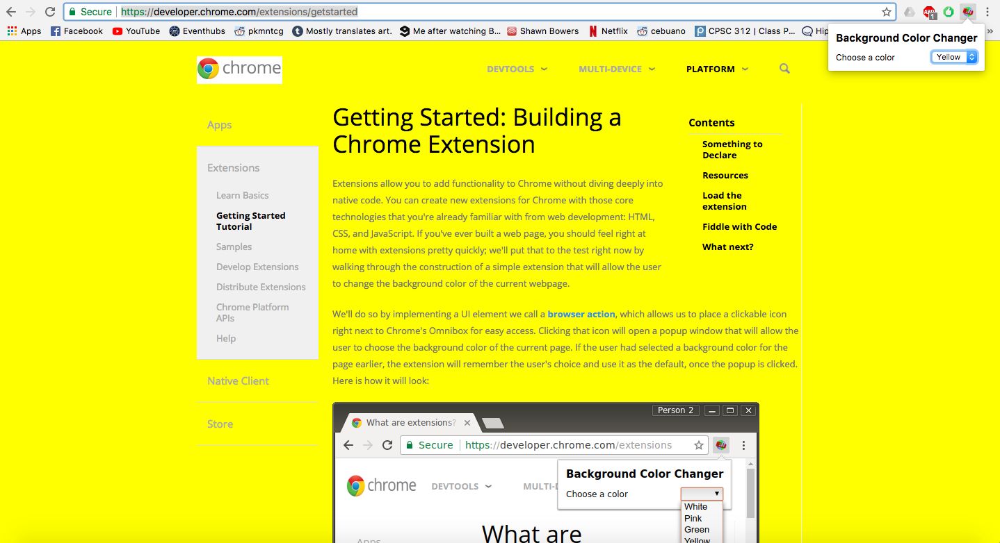 Secure https://developer.chrome.com/extensions/getstarted
ABP 1
Apps Facebook YouTube Eventhubs pkmntcg Mostly translates art. Me after watching B... Shawn Bowers Netflix cebuano CPSC 312 | Class P... Hip »
Background Color Changer
Choose a color Yellow
chrome
DEVTOOLS MULTI-DEVICE PLATFORM
Apps
Extensions
Learn Basics
Getting Started
Tutorial
Samples
Develop Extensions
Distribute Extensions
Chrome Platform
APIs
Help
Native Client
Store
Getting Started: Building a
Chrome Extension
Extensions allow you to add functionality to Chrome without diving deeply into
native code. You can create new extensions for Chrome with those core
technologies that you're already familiar with from web development: HTML,
CSS, and JavaScript. If you've ever built a web page, you should feel right at
home with extensions pretty quickly; we'll put that to the test right now by
walking through the construction of a simple extension that will allow the user
to change the background color of the current webpage.
Contents
Something to
Declare
Resources
Load the
extension
Fiddle with Code
What next?
We'll do so by implementing a UI element we call a browser action, which allows us to place a clickable icon
right next to Chrome's Omnibox for easy access. Clicking that icon will open a popup window that will allow the
user to choose the background color of the current page. If the user had selected a background color for the
page earlier, the extension will remember the user's choice and use it as the default, once the popup is clicked.
Here is how it will look:
Person 2
What are extensions?
Secure https://developer.chrome.com/extensions
chrome DEVTOOLS MULTI-D
Background Color Changer
Choose a color
White
Pink
Green
Yellow
What are
Apps